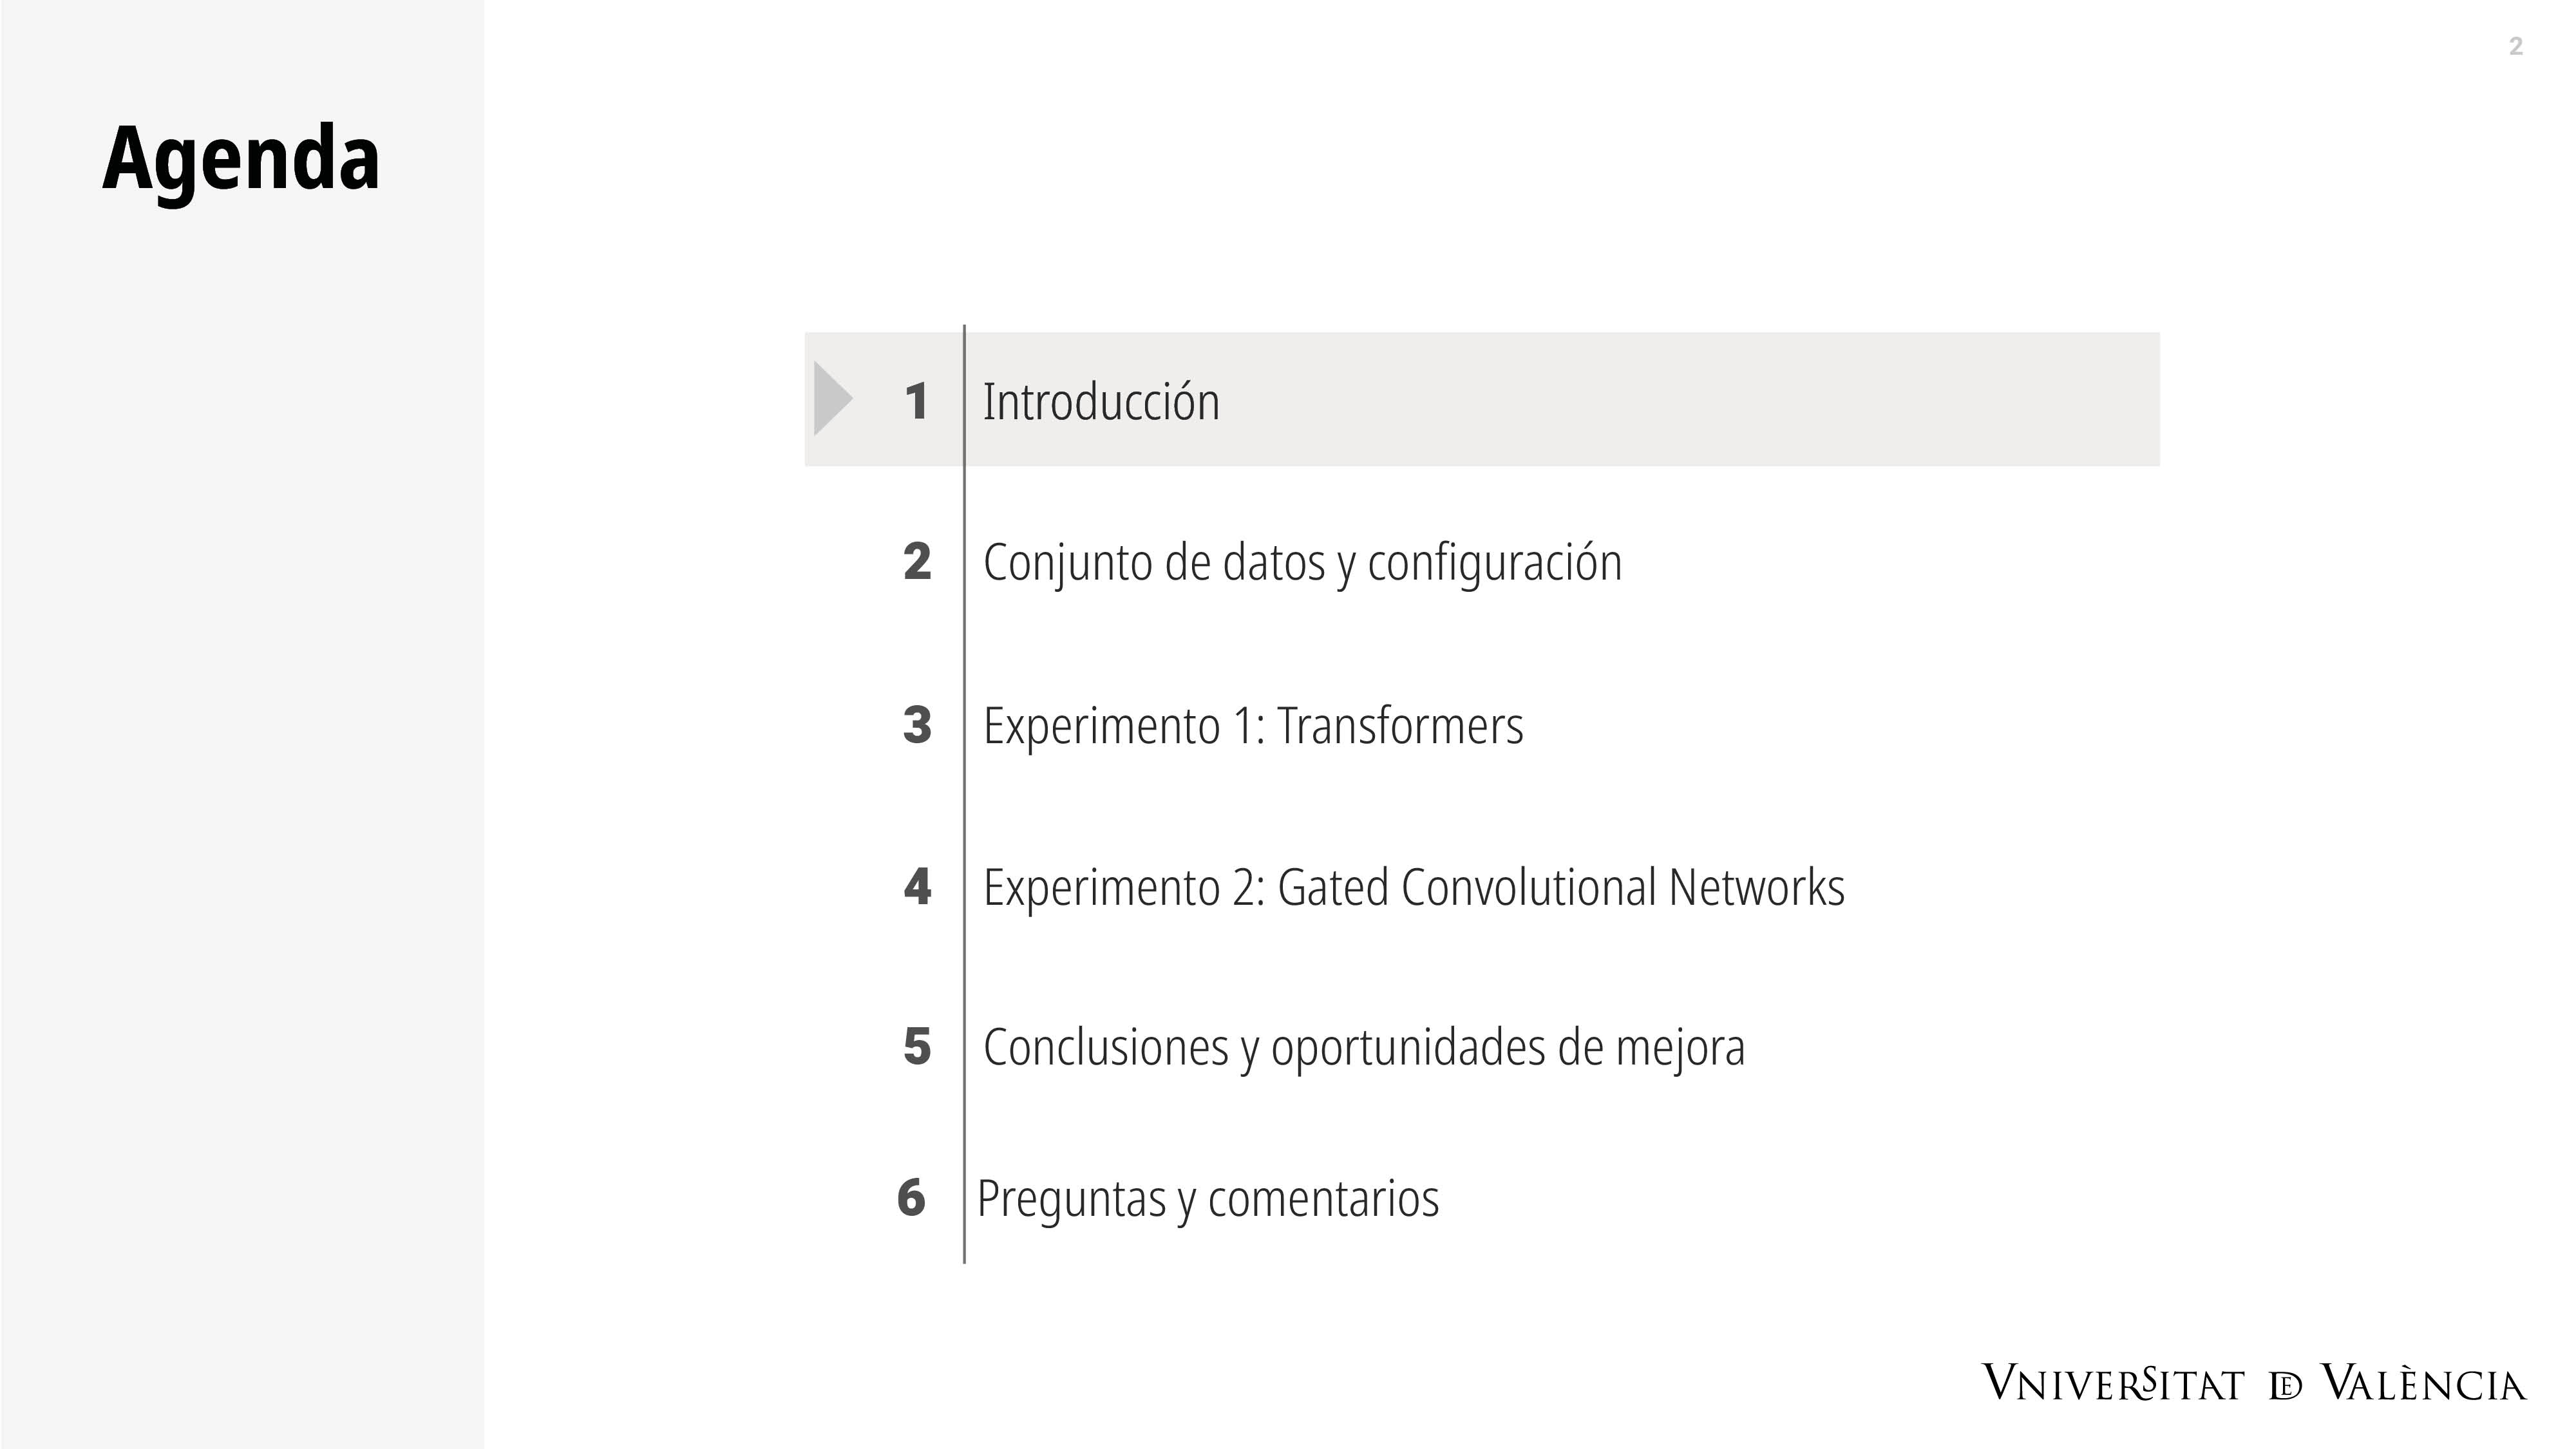 2
Agenda
1 Introducción
2 Conjunto de datos y configuración
3 Experimento 1: Transformers
4 Experimento 2: Gated Convolutional Networks
5 Conclusiones y oportunidades de mejora
6 Preguntas y comentarios
VNIVERSITAT DE VALÈNCIA